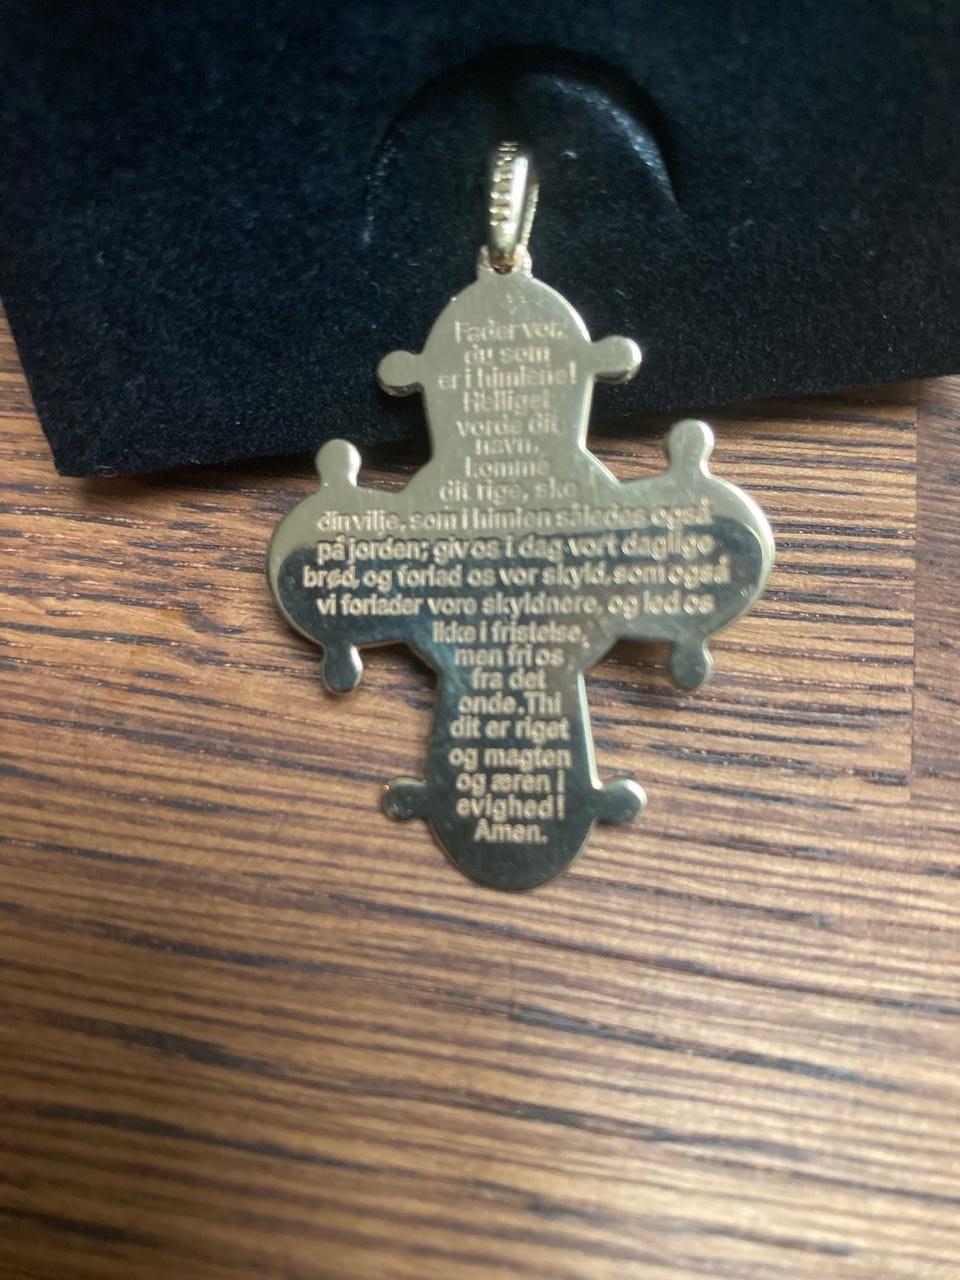 Fader vor,
du som
er i himlene!
Helliget
vorde dit
navn,
komme
dit rige, ske
din vilje, som i himlen således også
på jorden; giv os i dag vort daglige
brød, og forlad os vor skyld, som også
vi forlader vore skyldnere, og led os
ikke i fristelse,
men fri os
fra det
onde. Thi
dit er riget
og magten
og æren i
evighed!
Amen.